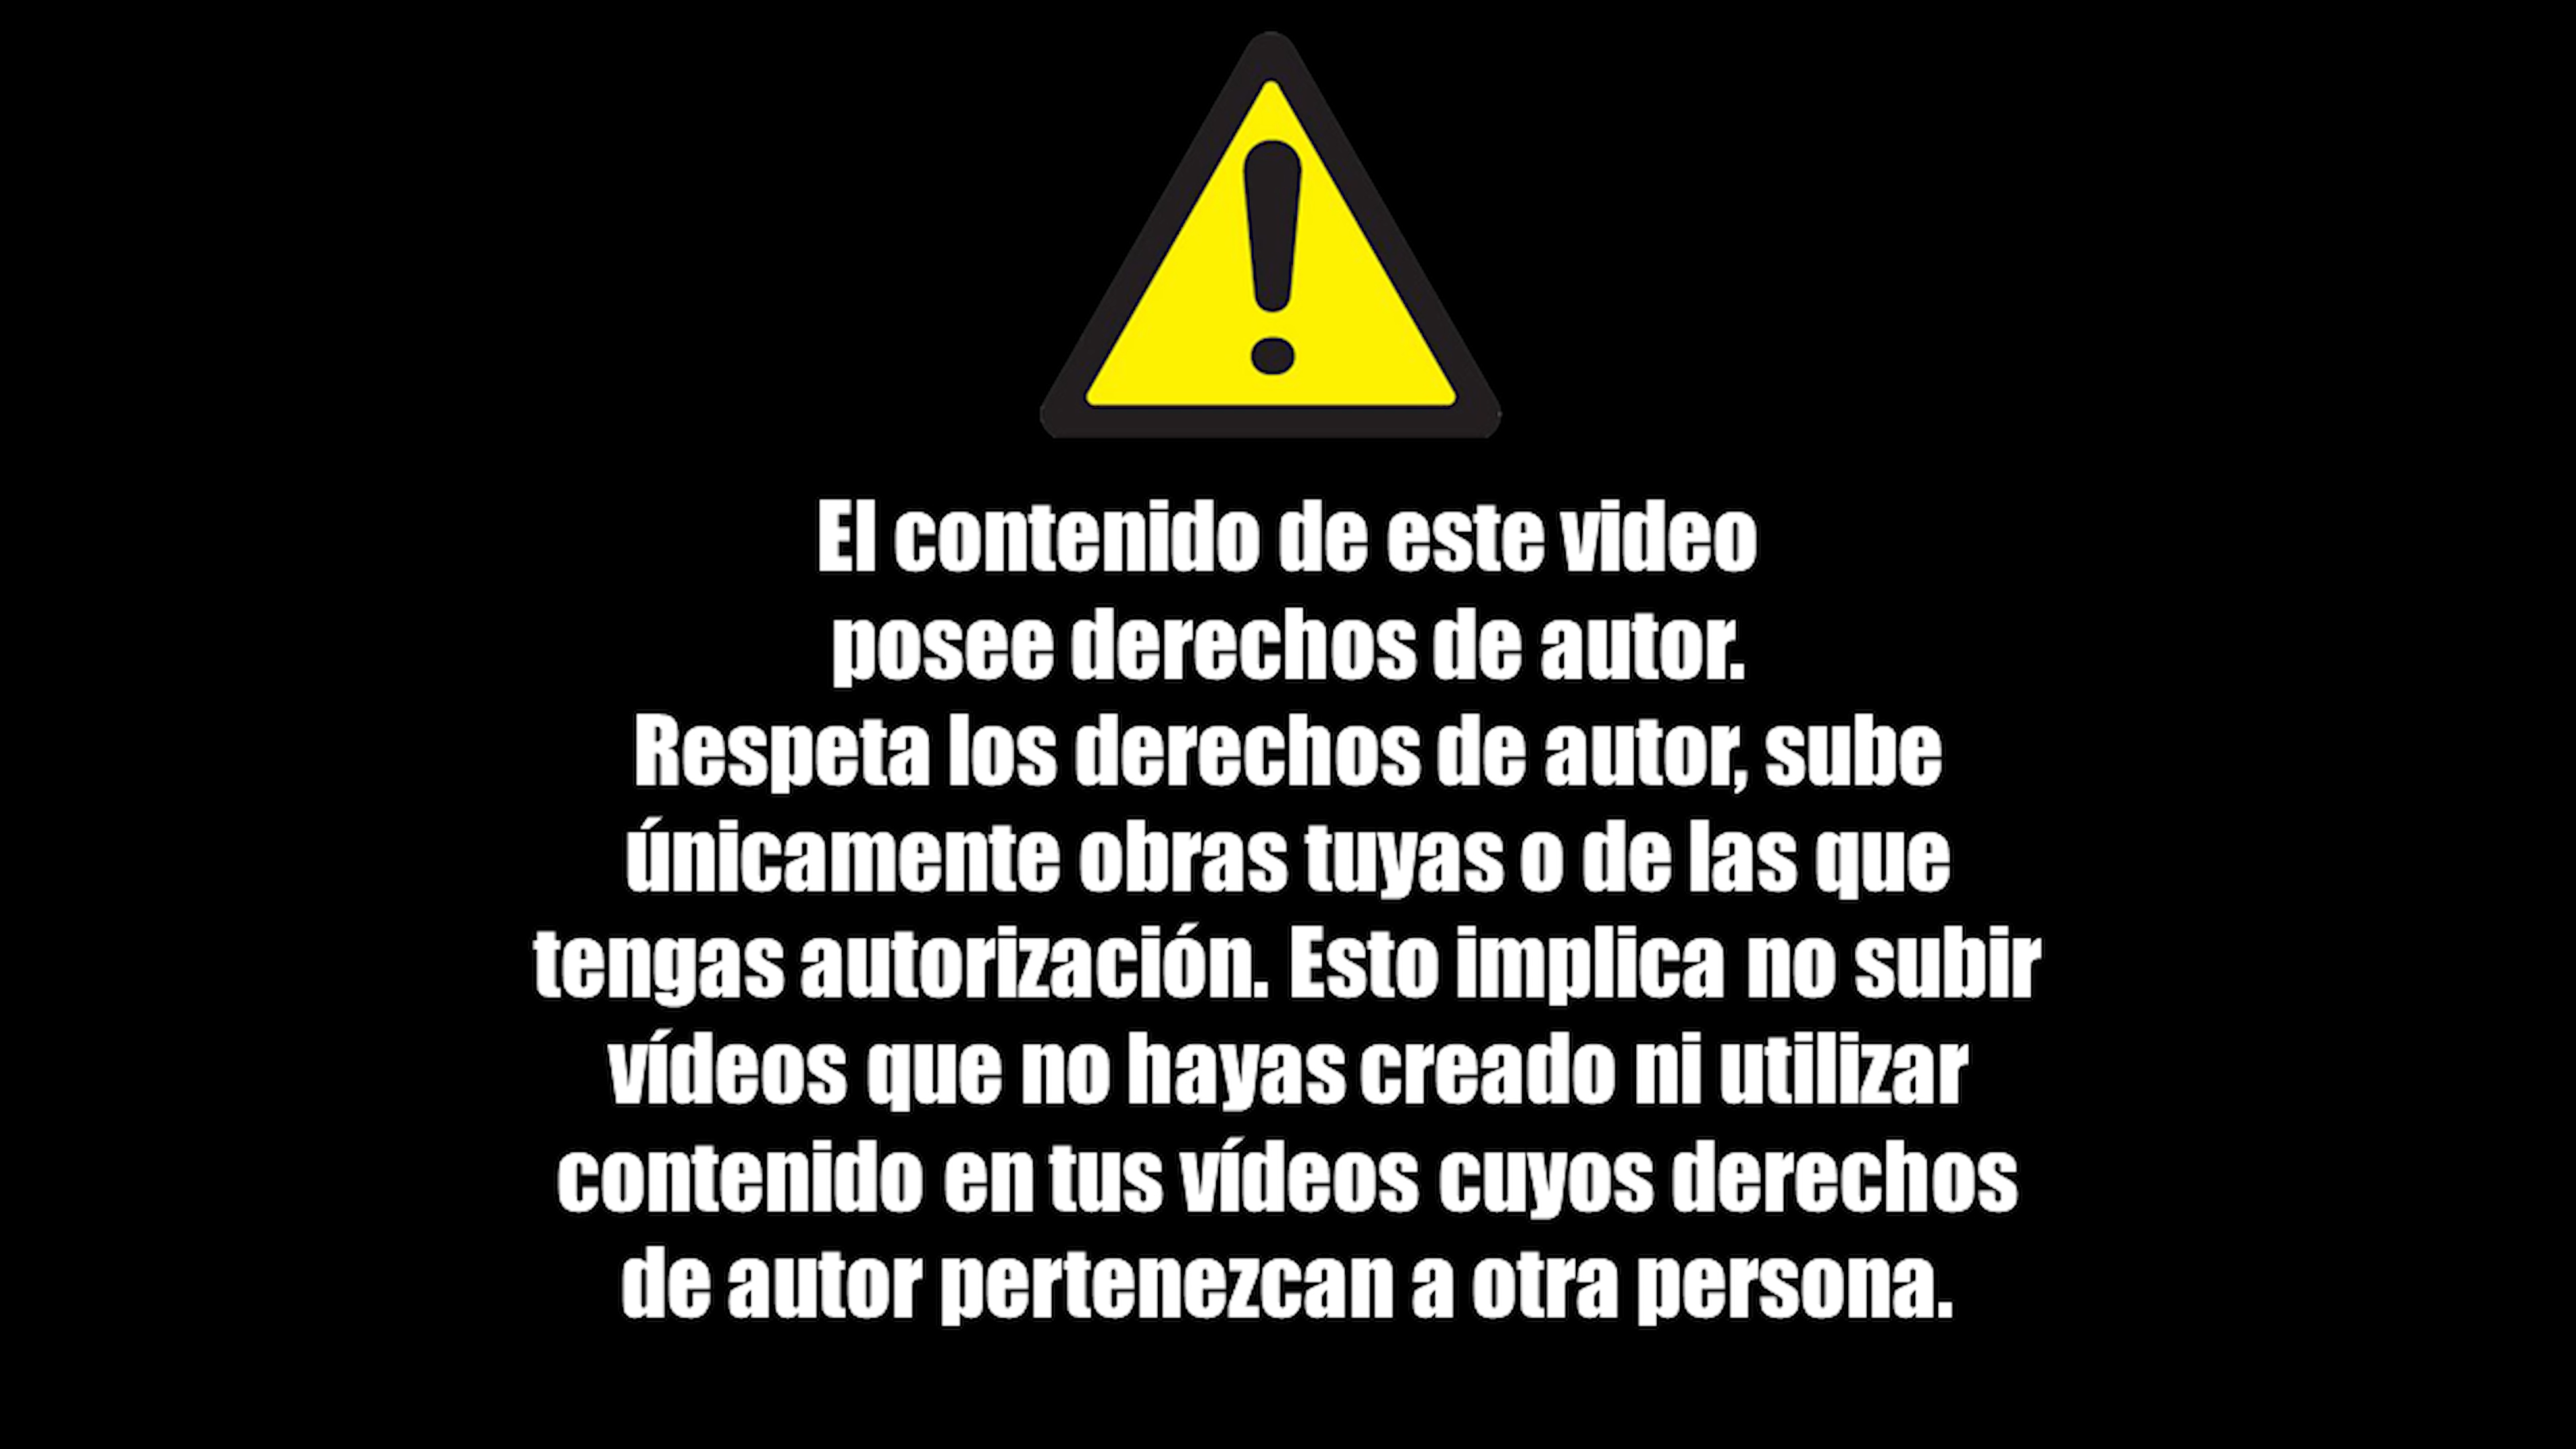 El contenido de este video
posee derechos de autor.
Respeta los derechos de autor, sube
únicamente obras tuyas o de las que
tengas autorización. Esto implica no subir
vídeos que no hayas creado ni utilizar
contenido en tus vídeos cuyos derechos
de autor pertenezcan a otra persona.